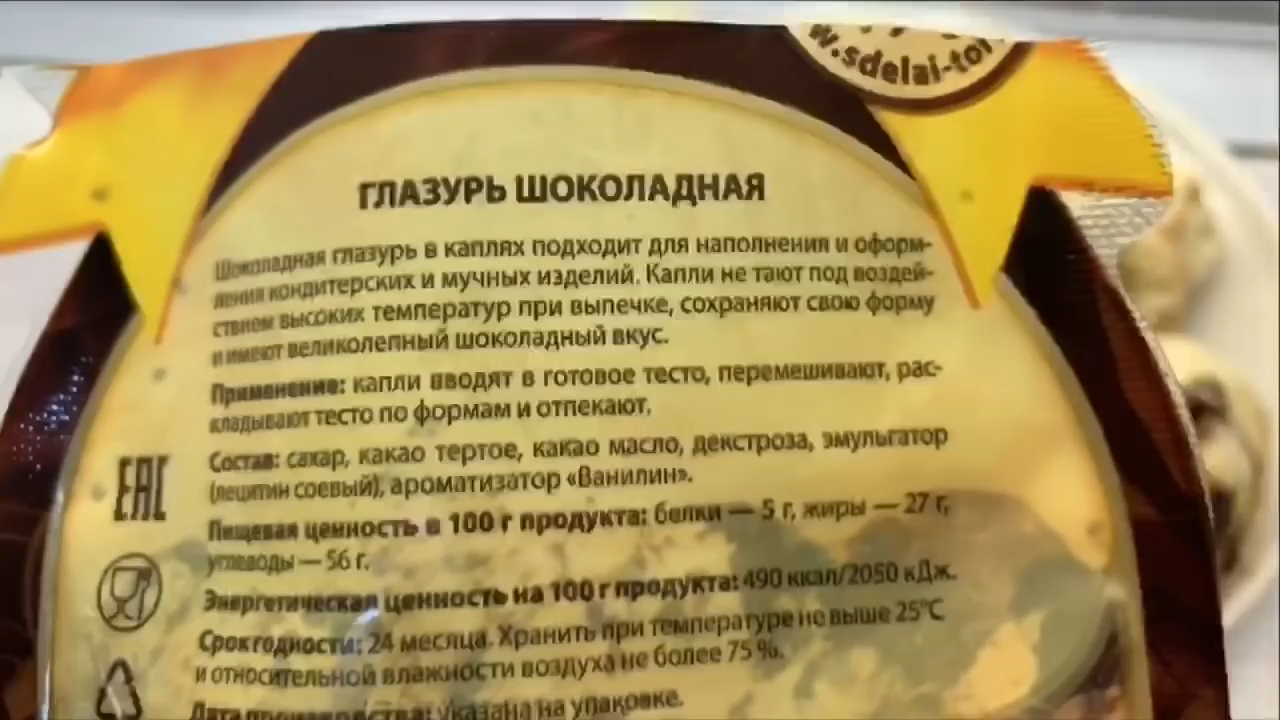 w.sdelai-tor
ГЛАЗУРЬ ШОКОЛАДНАЯ
Шоколадная глазурь в каплях подходит для наполнения и оформ-
ления кондитерских и мучных изделий. Капли не тают под воздей-
ствием высоких температур при выпечке, сохраняют свою форму
и имеют великолепный шоколадный вкус.
Применение: капли вводят в готовое тесто, перемешивают, рас-
кладывают тесто по формам и отпекают.
Состав: сахар, какао тертое, какао масло, декстроза, эмульгатор
(лецитин соевый), ароматизатор «Ванилин».
EAC
Пищевая ценность в 100 г продукта: белки — 5 г, жиры — 27 г,
углеводы — 56 г.
Энергетическая ценность на 100 г продукта: 490 ккал/2050 кДж.
Срок годности: 24 месяца. Хранить при температуре не выше 25°С
и относительной влажности воздуха не более 75 %.
Дата производства: указана на упаковке.